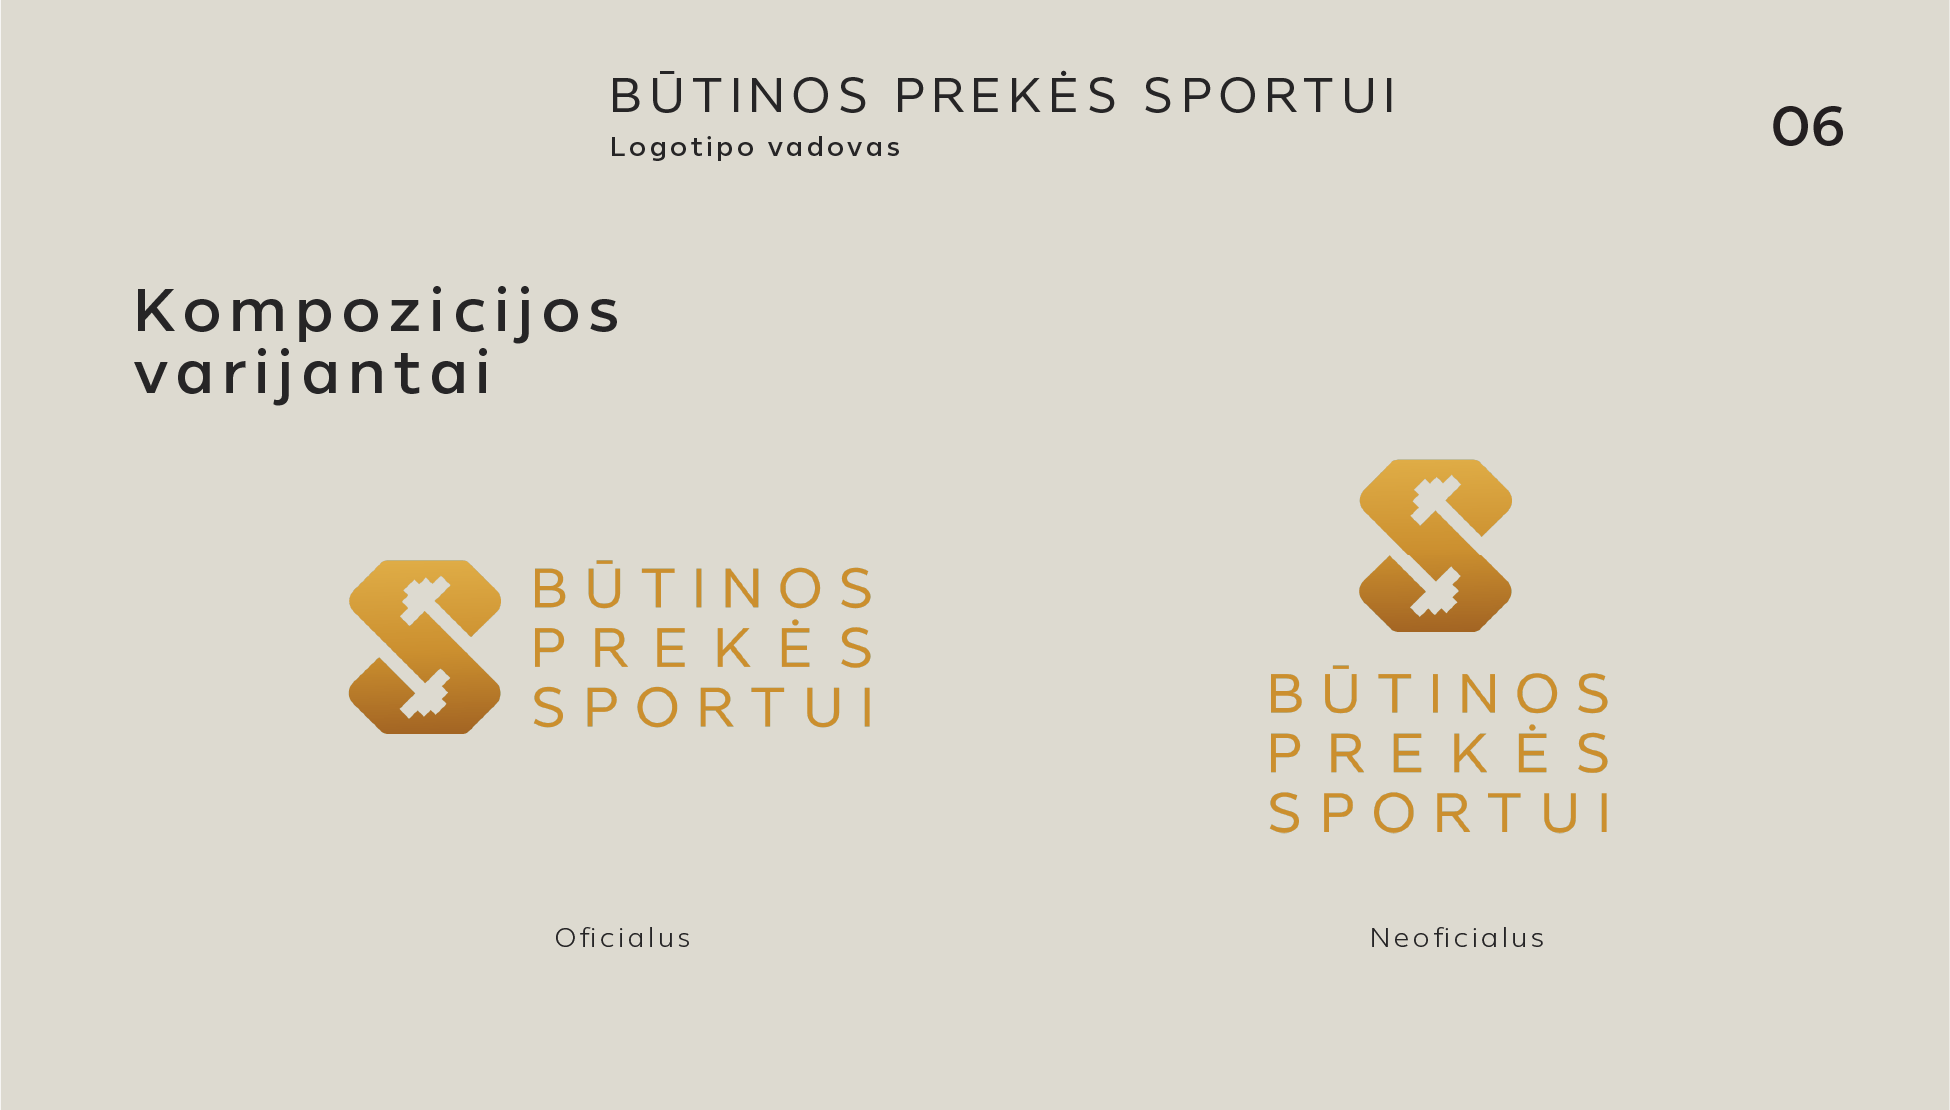 BŪTINOS PREKĖS SPORTUI
Logotipo vadovas
06
Kompozicijos
varijantai
BŪTINOS
PREKĖS
SPORTUI
BŪTINOS
PREKĖS
SPORTUI
Oficialus
Neoficialus